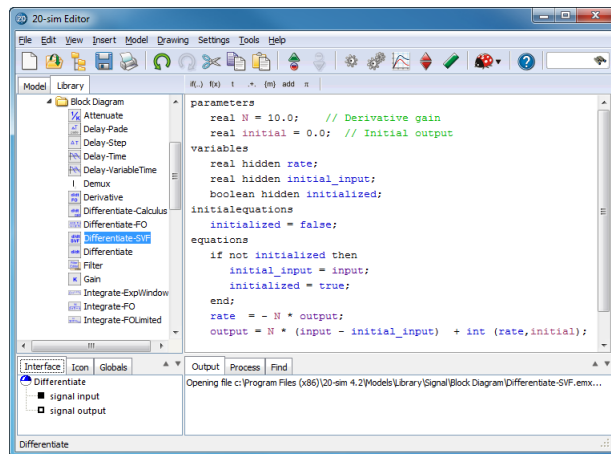 20-sim Editor
File Edit View Insert Model Drawing Settings Tools Help
Model Library
if(..) f(x) t .+. {m} add π
Block Diagram
Attenuate
Delay-Pade
Delay-Step
Delay-Time
Delay-VariableTime
Demux
Derivative
Differentiate-Calculus
Differentiate-FO
Differentiate-SVF
Differentiate
Filter
Gain
Integrate-ExpWindow
Integrate-FO
Integrate-FOLimited
parameters
real N = 10.0; // Derivative gain
real initial = 0.0; // Initial output
variables
real hidden rate;
real hidden initial_input;
boolean hidden initialized;
initialequations
initialized = false;
equations
if not initialized then
initial_input = input;
initialized = true;
end;
rate = - N * output;
output = N * (input - initial_input) + int (rate,initial);
Interface Icon Globals
Differentiate
signal input
signal output
Output Process Find
Opening file c:\Program Files (x86)\20-sim 4.2\Models\Library\Signal\Block Diagram\Differentiate-SVF.emx...
Differentiate